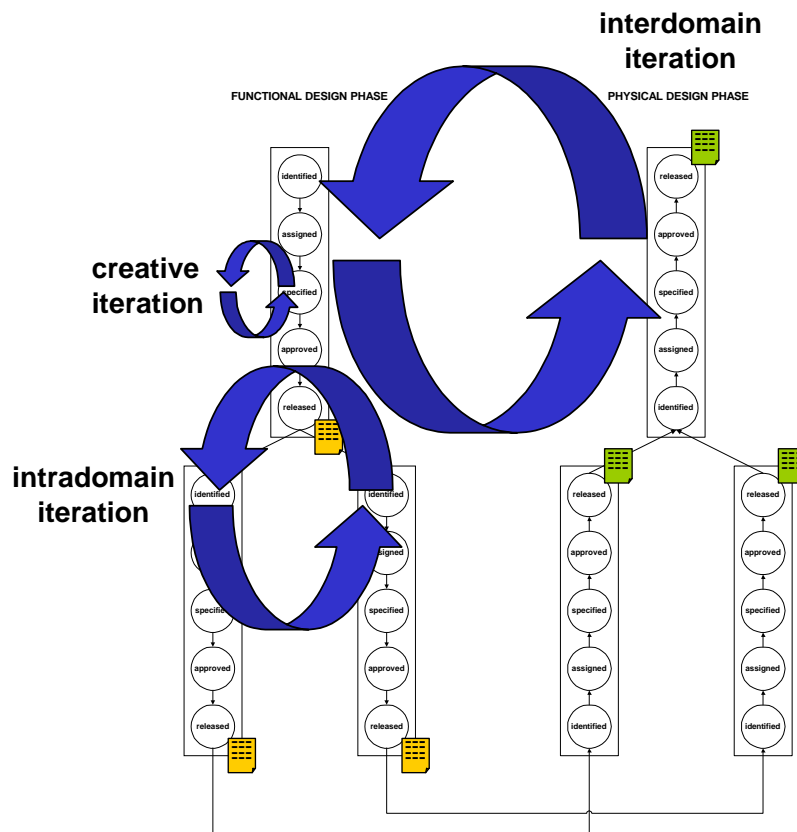 interdomain
iteration
FUNCTIONAL DESIGN PHASE
PHYSICAL DESIGN PHASE
identified
assigned
specified
approved
released
released
approved
specified
assigned
identified
creative
iteration
intradomain
iteration
identified
specified
approved
released
identified
assigned
specified
approved
released
released
approved
specified
assigned
identified
released
approved
specified
assigned
identified